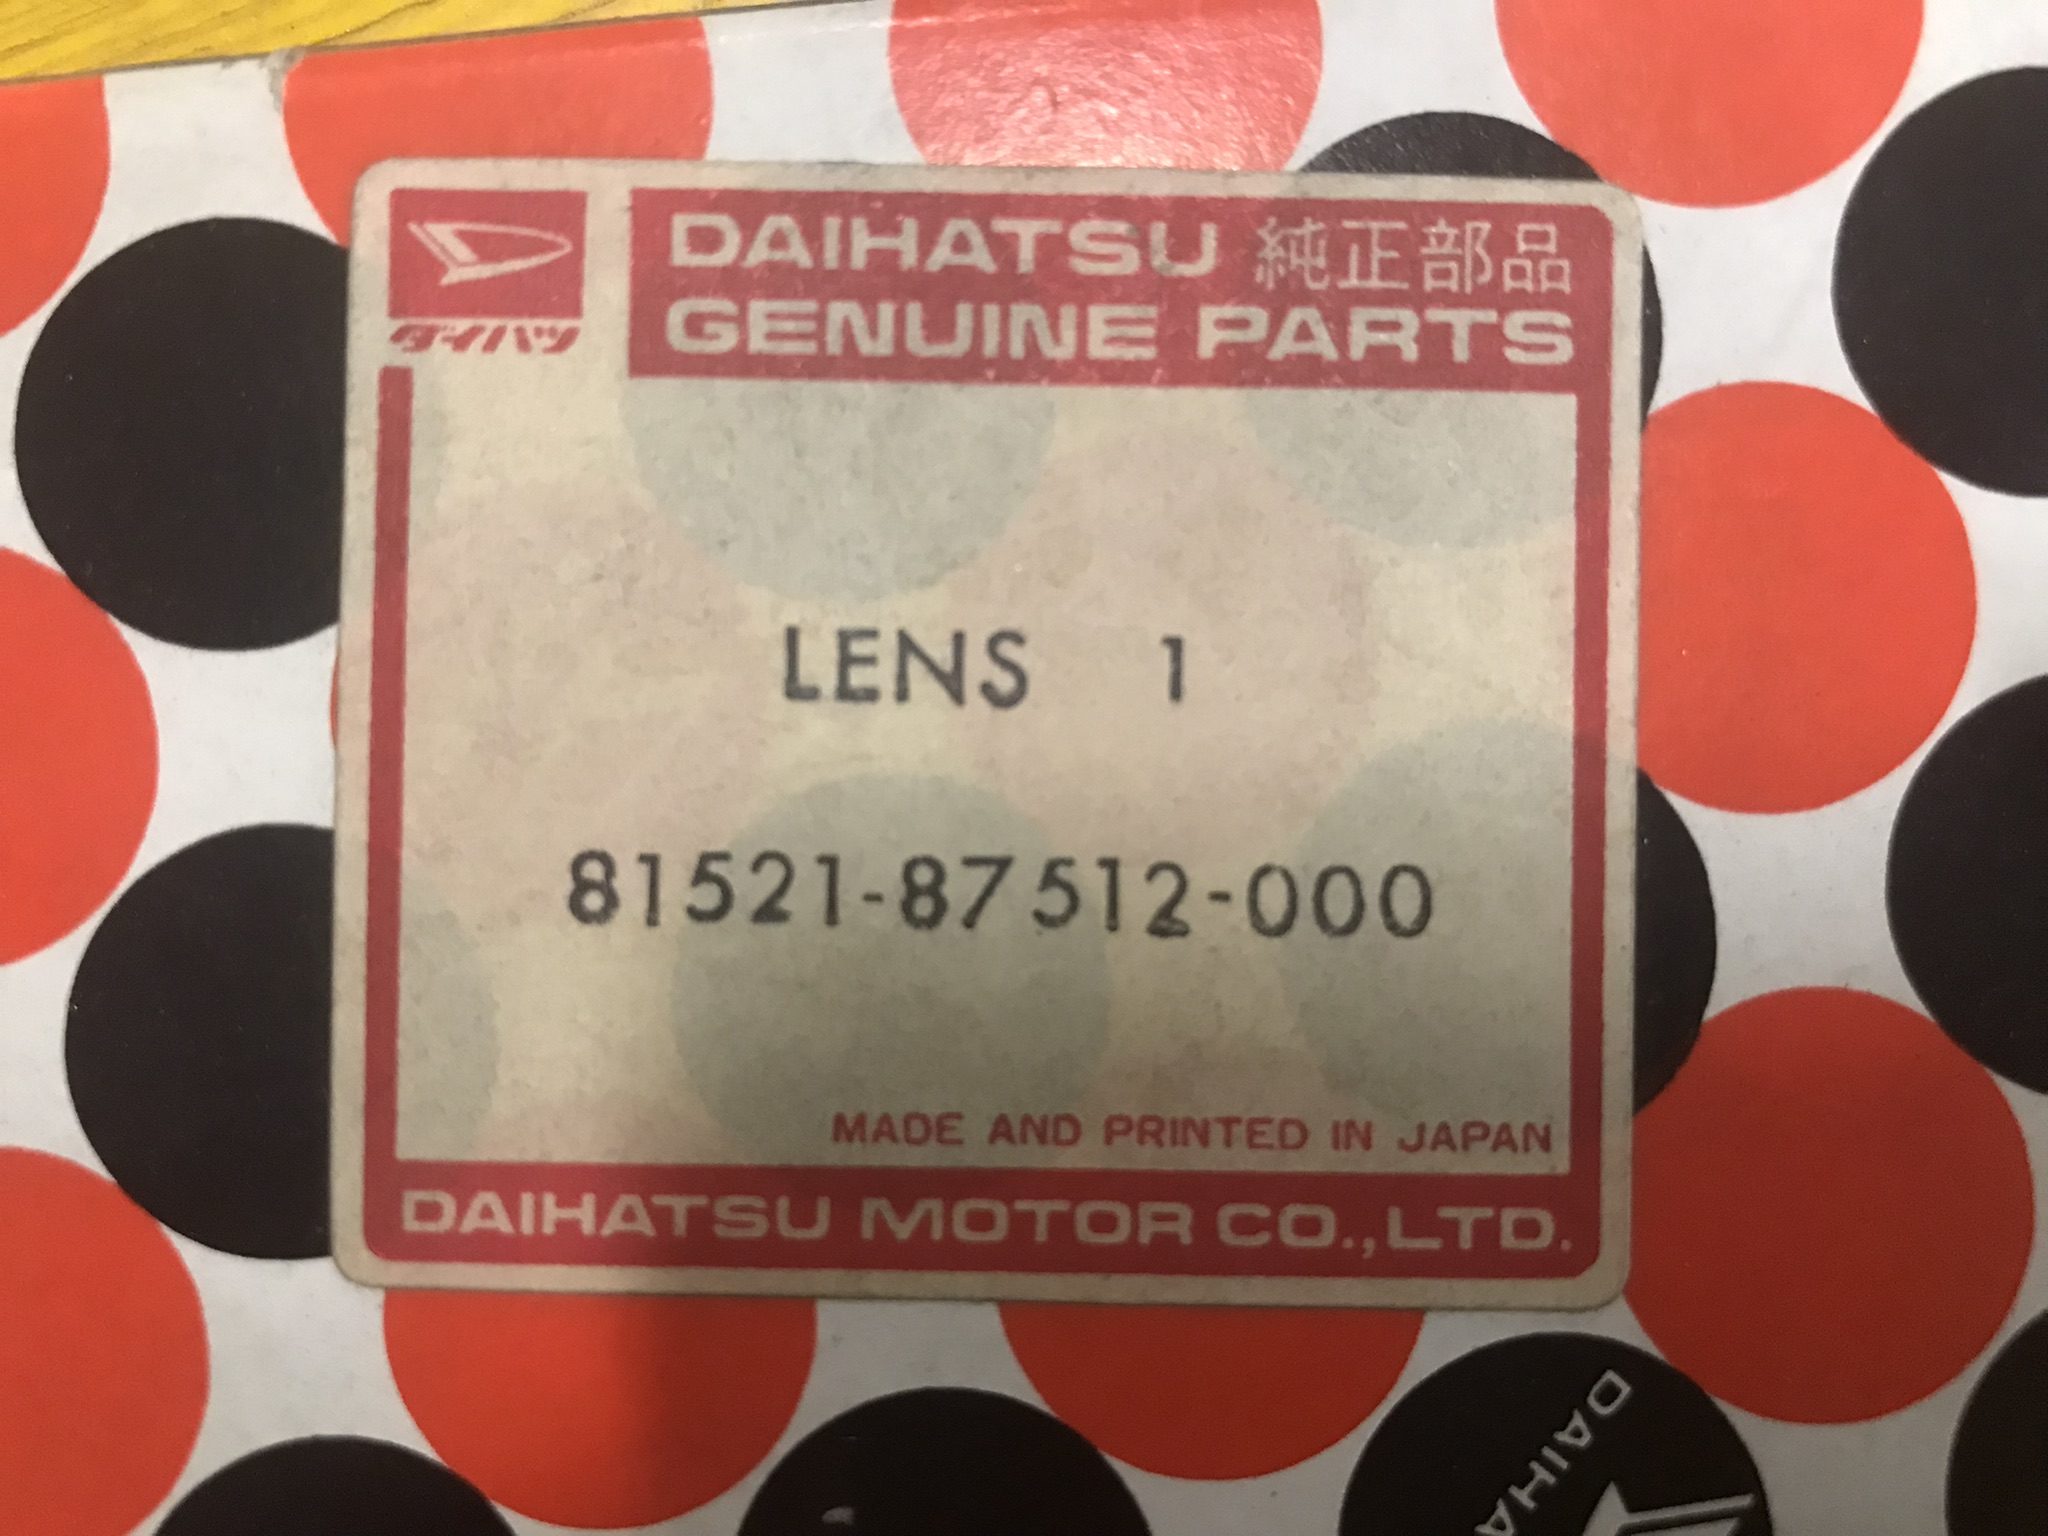 DAIHATSU 純正部品
GENUINE PARTS
ダイハツ
LENS 1
81521-87512-000
MADE AND PRINTED IN JAPAN
DAIHATSU MOTOR CO.,LTD.